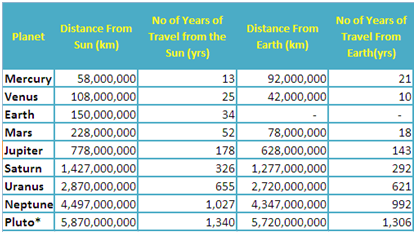 Planet | Distance From Sun (km) | No of Years of Travel from the Sun (yrs) | Distance From Earth (km) | No of Years of Travel From Earth(yrs)
Mercury 58,000,000 13 92,000,000 21
Venus 108,000,000 25 42,000,000 10
Earth 150,000,000 34 - -
Mars 228,000,000 52 78,000,000 18
Jupiter 778,000,000 178 628,000,000 143
Saturn 1,427,000,000 326 1,277,000,000 292
Uranus 2,870,000,000 655 2,720,000,000 621
Neptune 4,497,000,000 1,027 4,347,000,000 992
Pluto* 5,870,000,000 1,340 5,720,000,000 1,306